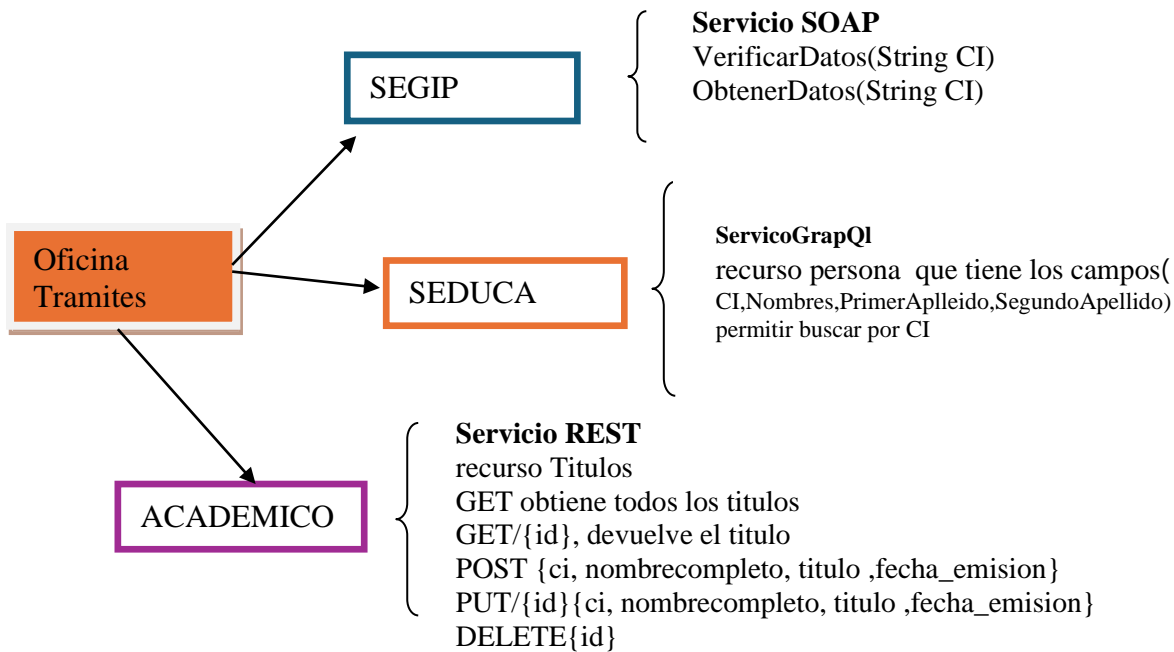 Servicio SOAP
VerificarDatos(String CI)
ObtenerDatos(String CI)
SEGIP
Oficina
Tramites
SEDUCA
ServicoGrapQl
recurso persona que tiene los campos(
CI,Nombres,PrimerAplleido,SegundoApellido)
permitir buscar por CI
ACADEMICO
Servicio REST
recurso Titulos
GET obtiene todos los titulos
GET/{id}, devuelve el titulo
POST {ci, nombrecompleto, titulo ,fecha_emision}
PUT/{id}{ci, nombrecompleto, titulo ,fecha_emision}
DELETE{id}